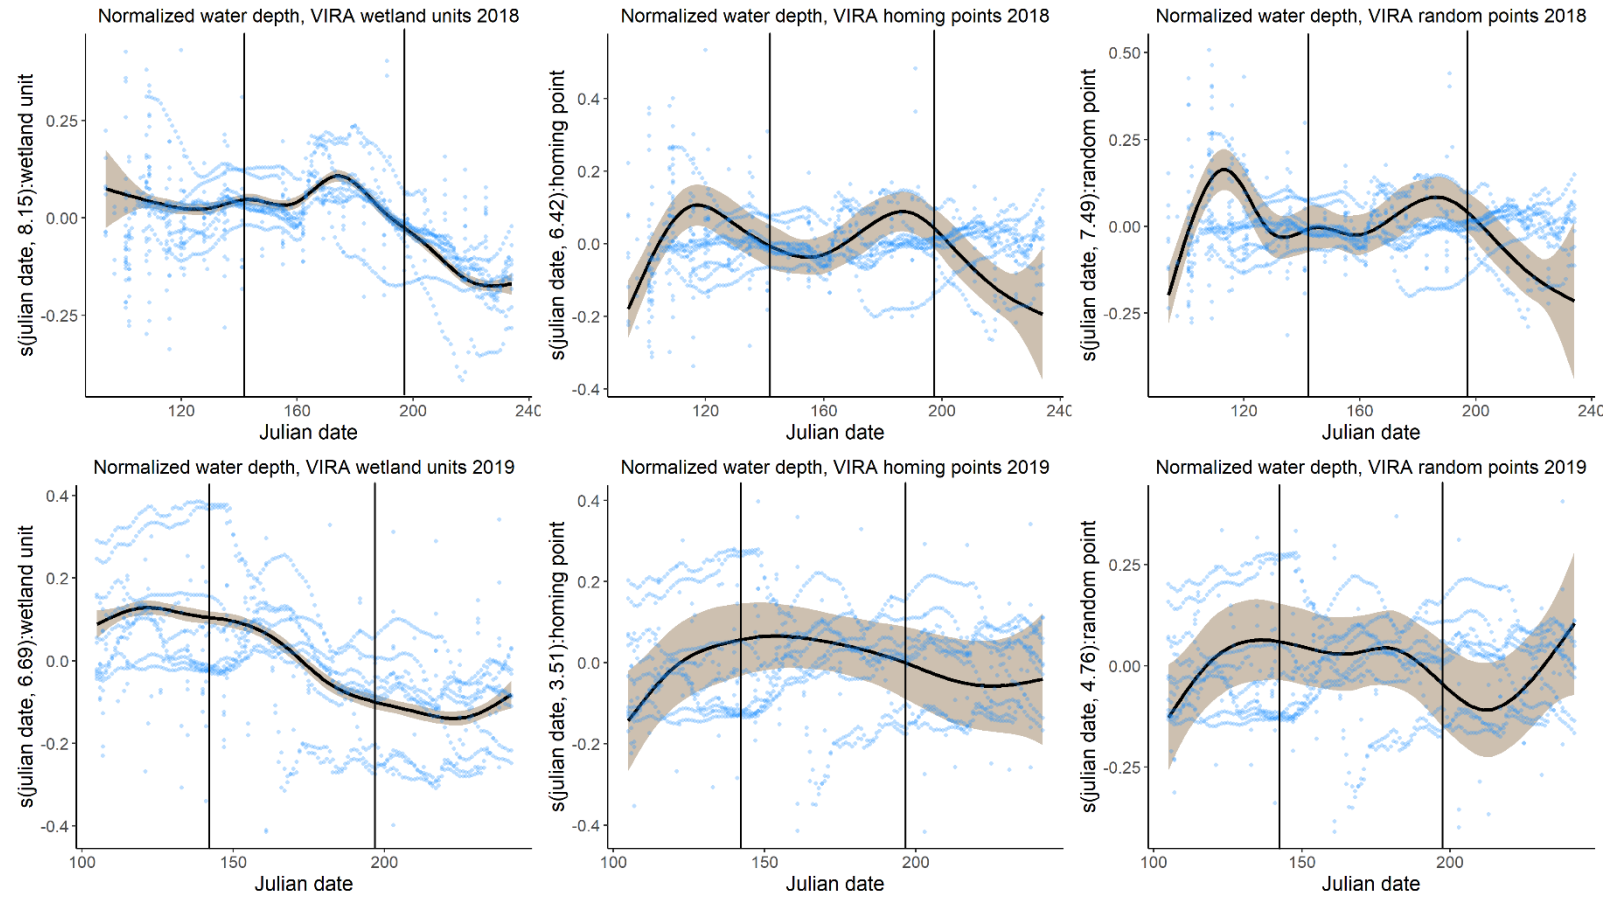 Normalized water depth, VIRA wetland units 2018
s(julian date, 8.15):wetland unit
0.25
0.00
-0.25
120
160
200
240
Julian date
Normalized water depth, VIRA homing points 2018
s(julian date, 6.42):homing point
0.4
0.2
0.0
-0.2
-0.4
120
160
200
240
Julian date
Normalized water depth, VIRA random points 2018
s(julian date, 7.49):random point
0.50
0.25
0.00
-0.25
120
160
200
240
Julian date
Normalized water depth, VIRA wetland units 2019
s(julian date, 6.69):wetland unit
0.4
0.2
0.0
-0.2
-0.4
100
150
200
Julian date
Normalized water depth, VIRA homing points 2019
s(julian date, 3.51):homing point
0.4
0.2
0.0
-0.2
-0.4
100
150
200
Julian date
Normalized water depth, VIRA random points 2019
s(julian date, 4.76):random point
0.25
0.00
-0.25
100
150
200
Julian date